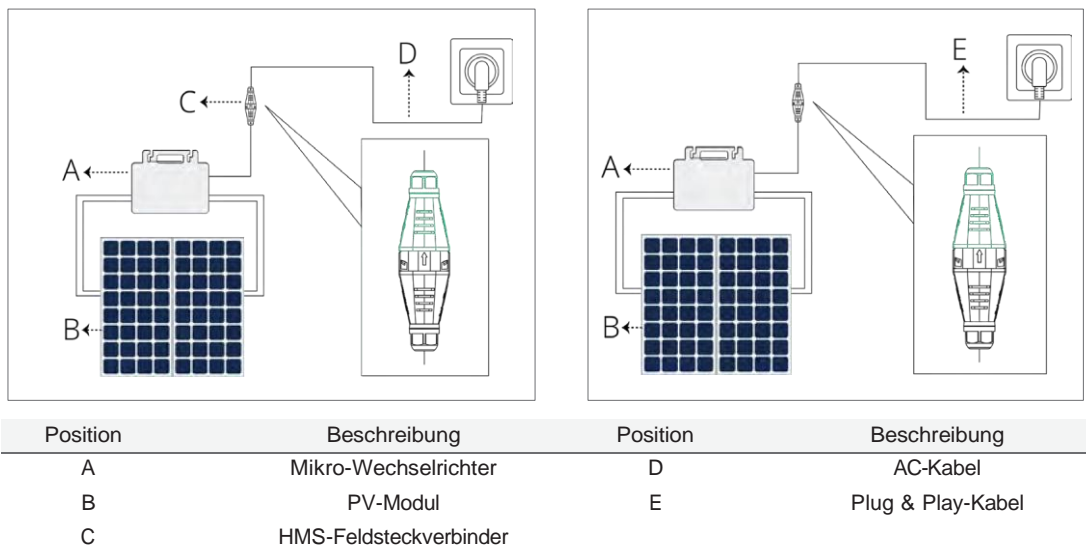 D
C
A
B
E
A
B
Position Beschreibung Position Beschreibung
A Mikro-Wechselrichter D AC-Kabel
B PV-Modul E Plug & Play-Kabel
C HMS-Feldsteckverbinder